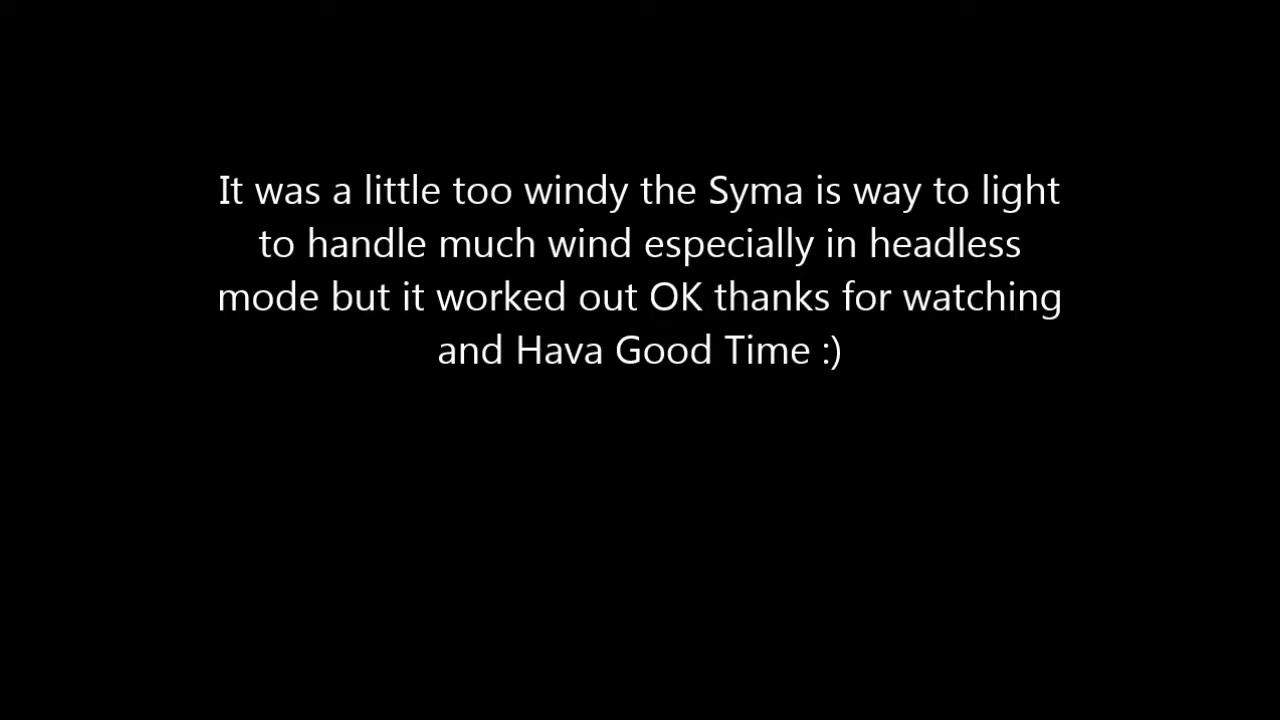 It was a little too windy the Syma is way to light
to handle much wind especially in headless
mode but it worked out OK thanks for watching
and Hava Good Time :)